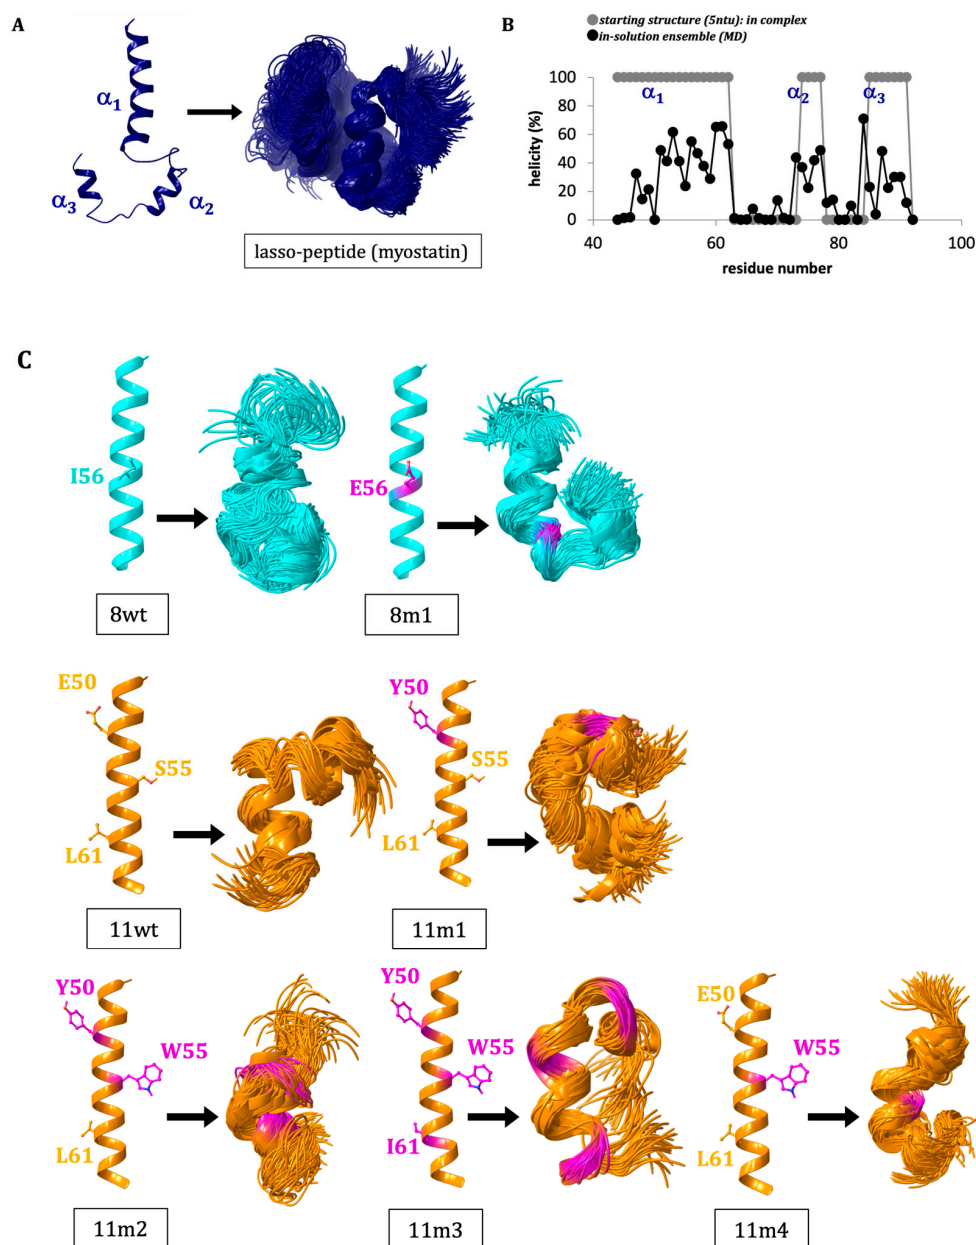 A
B
starting structure (5ntu): in complex
in-solution ensemble (MD)
α1
α3
α2
lasso-peptide (myostatin)
helicity (%)
100
80
60
40
20
0
α1
α2
α3
40
60
80
100
residue number
C
I56
E56
8wt
8m1
E50
S55
L61
Y50
S55
L61
11wt
11m1
Y50
W55
L61
Y50
W55
I61
E50
W55
L61
11m2
11m3
11m4